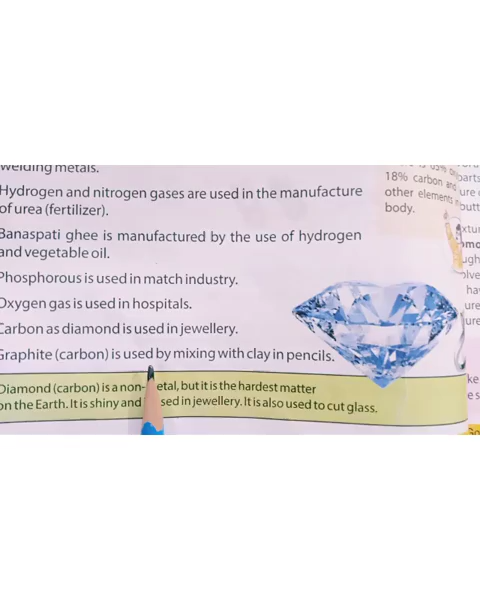 welding metals.
Hydrogen and nitrogen gases are used in the manufacture
of urea (fertilizer).
Banaspati ghee is manufactured by the use of hydrogen
and vegetable oil.
Phosphorous is used in match industry.
Oxygen gas is used in hospitals.
Carbon as diamond is used in jewellery.
Graphite (carbon) is used by mixing with clay in pencils.
Diamond (carbon) is a non- etal, but it is the hardest matter
on the Earth. It is shiny and sed in jewellery. It is also used to cut glass.
18% carbon and
other elements
body.